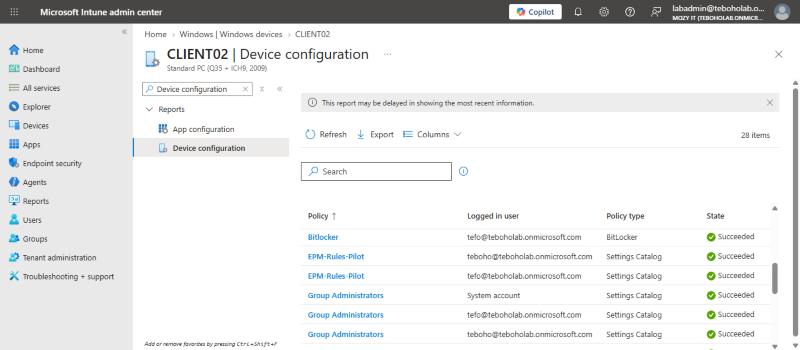 Microsoft Intune admin center
Copilot
labadmin@teboholab.o...
MOZY IT (TEBOHOLAB.ONMICR...
Home
Dashboard
All services
Explorer
Devices
Apps
Endpoint security
Agents
Reports
Users
Groups
Tenant administration
Troubleshooting + support
Home > Windows | Windows devices > CLIENT02
CLIENT02 | Device configuration ...
Standard PC (Q35 + ICH9, 2009)
Device configuration
Reports
App configuration
Device configuration
Add or remove favorites by pressing Ctrl+Shift+F
This report may be delayed in showing the most recent information.
Refresh Export Columns 28 items
Search
Policy ↑ Logged in user Policy type State
Bitlocker tefo@teboholab.onmicrosoft.com BitLocker Succeeded
EPM-Rules-Pilot teboho@teboholab.onmicrosoft.com Settings Catalog Succeeded
EPM-Rules-Pilot tefo@teboholab.onmicrosoft.com Settings Catalog Succeeded
Group Administrators System account Settings Catalog Succeeded
Group Administrators tefo@teboholab.onmicrosoft.com Settings Catalog Succeeded
Group Administrators teboho@teboholab.onmicrosoft.com Settings Catalog Succeeded